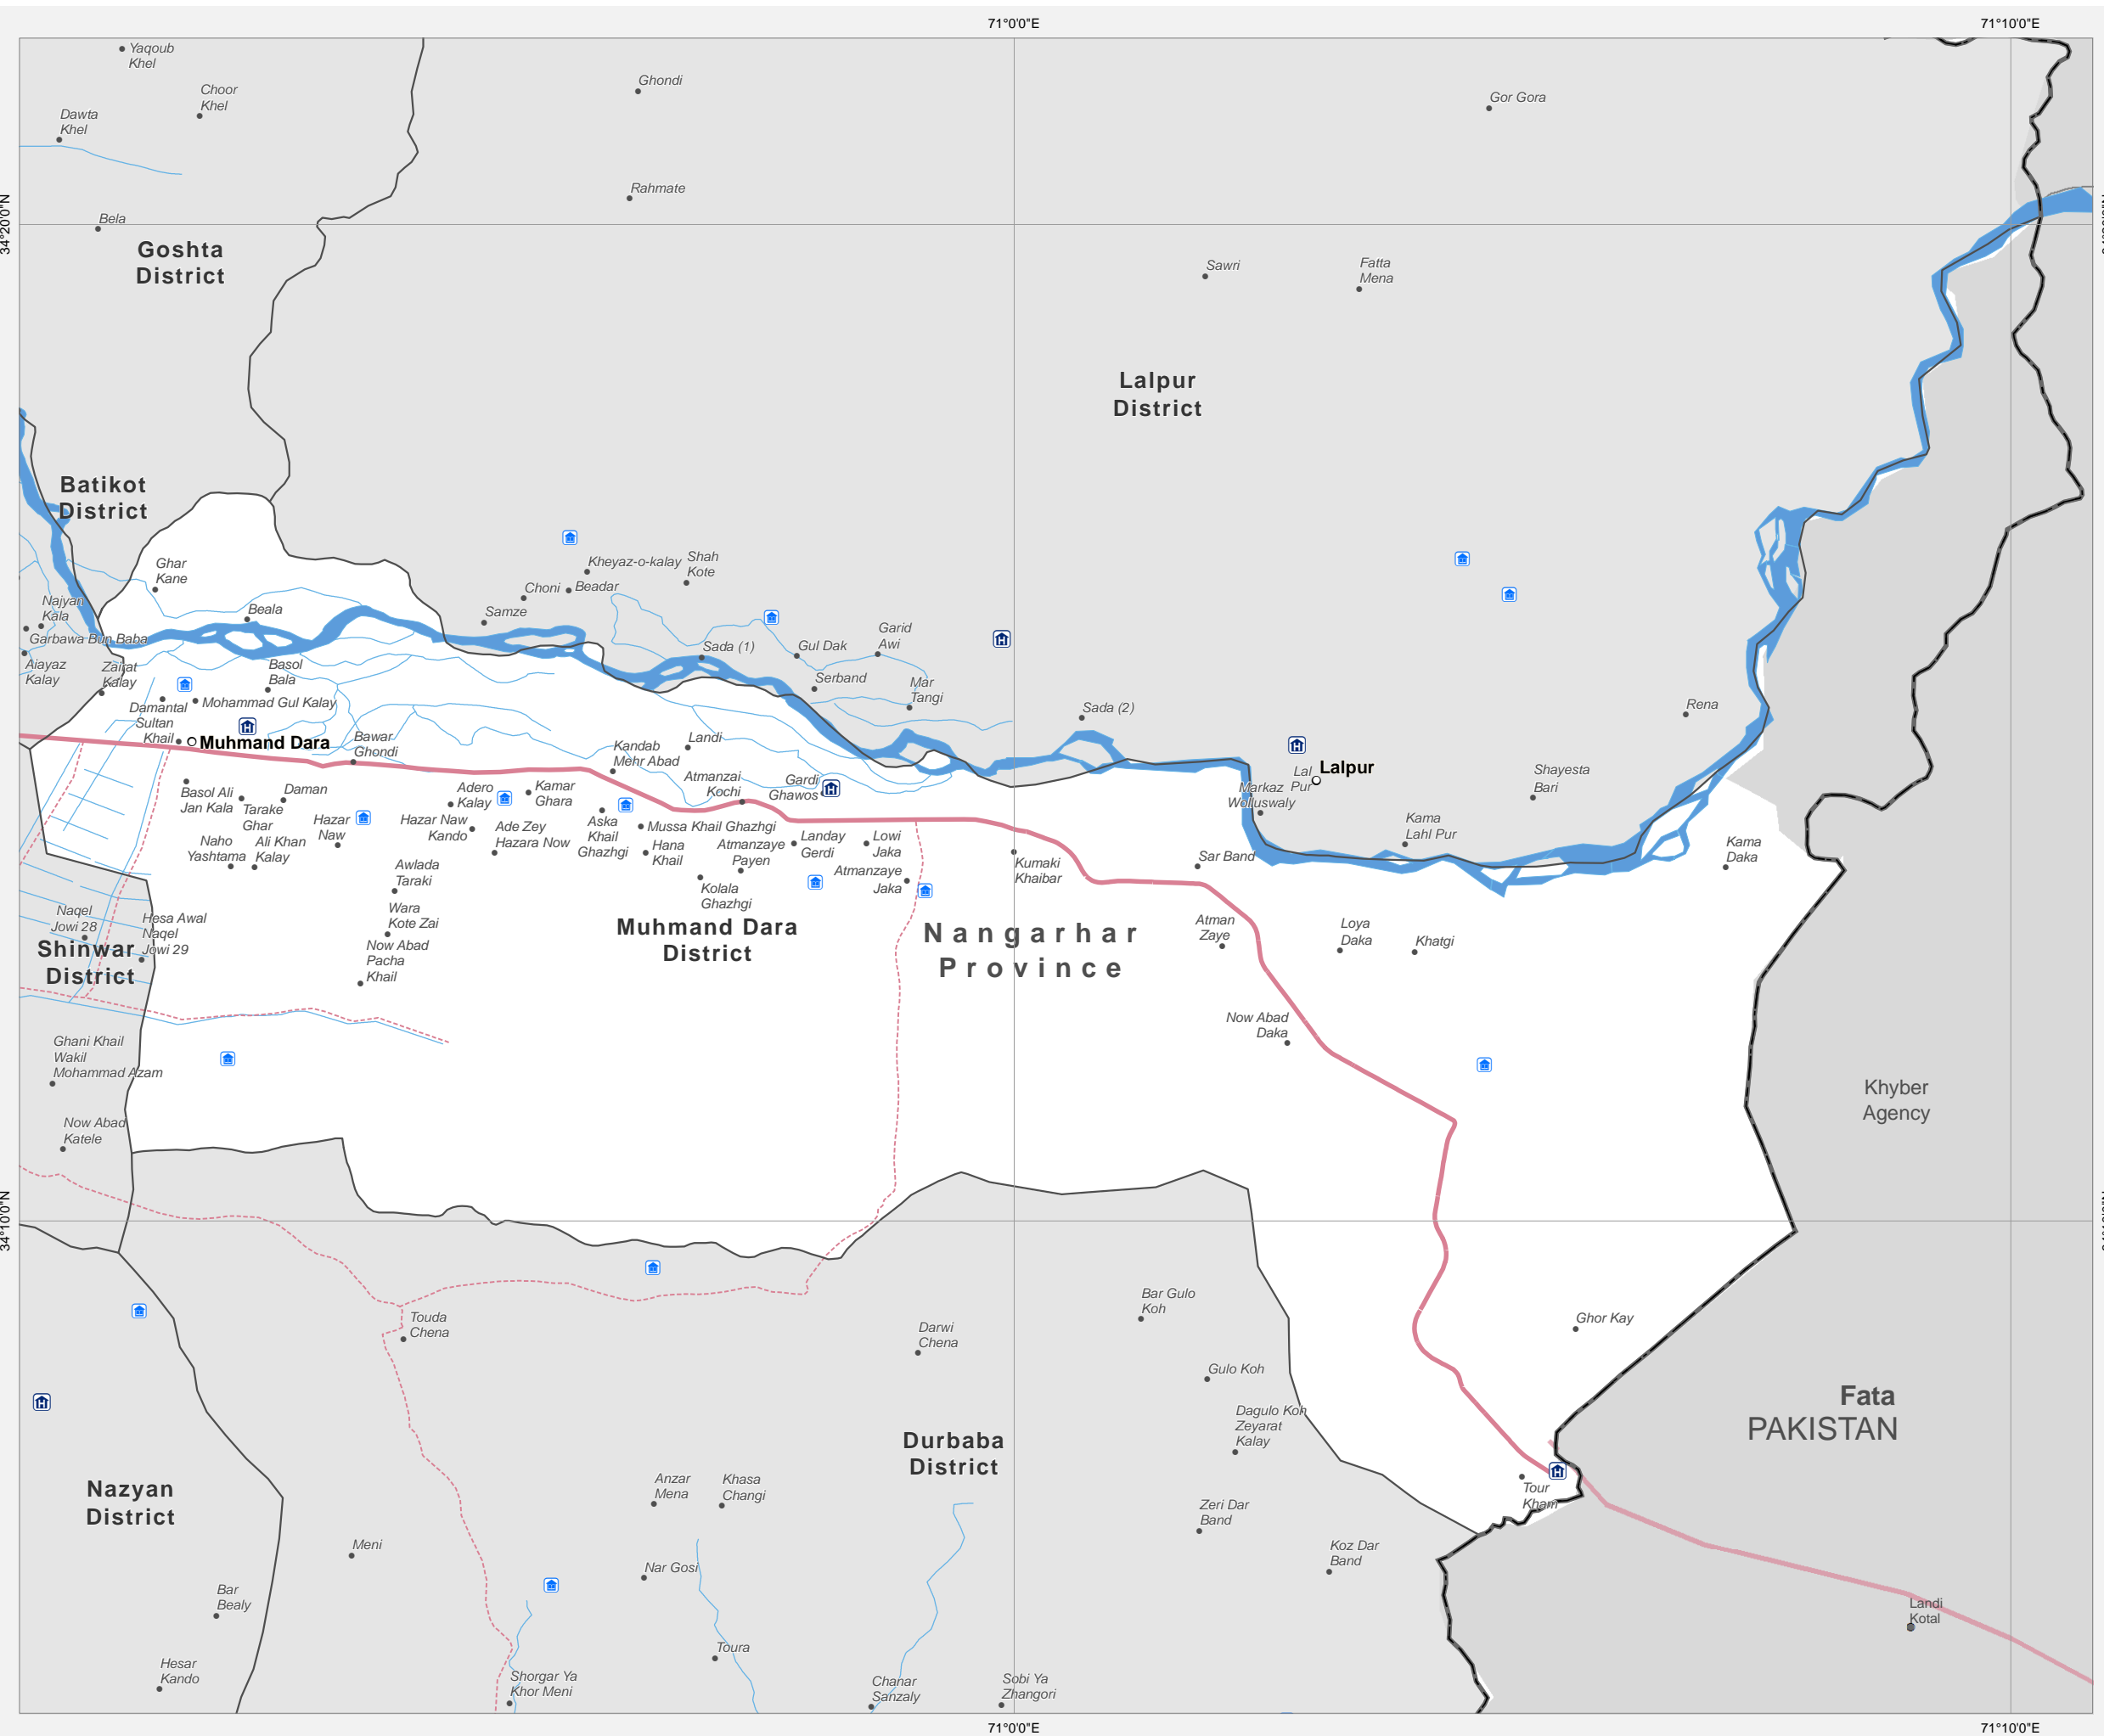 71°0'0"E
71°10'0"E
Yaqoub
Khel
Choor
Khel
Dawta
Khel
Ghondi
Gor Gora
Rahmate
34°20'0"N
Bela
Goshta
District
Sawri
Fatta
Mena
Lalpur
District
Batikot
District
Ghar
Kane
Kheyaz-o-kalay
Shah
Kote
Choni
Beadar
Samze
Najyan
Kala
Beala
Garbawa Bun Baba
Aiayaz
Kalay
Zairat
Kalay
Basol
Bala
Sada (1)
Gul Dak
Garid
Awi
Serband
Mar
Tangi
Damantal
Sultan
Khail
Mohammad Gul Kalay
Sada (2)
Rena
Muhmand Dara
Bawar
Ghondi
Kandab
Mehr Abad
Landi
Atmanzai
Kochi
Gardi
Ghawos
Lal
Pur
Lalpur
Markaz
Wolluswaly
Shayesta
Bari
Basol Ali
Jan Kala
Tarake
Ghar
Daman
Adero
Kalay
Kamar
Ghara
Hazar
Naw
Hazar Naw
Kando
Ade Zey
Hazara Now
Aska
Khail
Ghazhgi
Mussa Khail Ghazhgi
Hana
Khail
Atmanzaye
Payen
Landay
Gerdi
Lowi
Jaka
Kama
Lahl Pur
Kama
Daka
Naho
Yashtama
Ali Khan
Kalay
Awlada
Taraki
Kolala
Ghazhgi
Atmanzaye
Jaka
Kumaki
Khaibar
Sar Band
Naqel
Jowi 28
Hesa Awal
Naqel
Jowi 29
Wara
Kote Zai
Now Abad
Pacha
Khail
Shinwar
District
Muhmand Dara
District
Nangarhar
Province
Atman
Zaye
Loya
Daka
Khatgi
Now Abad
Daka
Ghani Khail
Wakil
Mohammad Azam
Now Abad
Katele
Khyber
Agency
34°10'0"N
Touda
Chena
Darwi
Chena
Bar Gulo
Koh
Ghor Kay
Gulo Koh
Dagulo Koh
Zeyarat
Kalay
Fata
PAKISTAN
Durbaba
District
Nazyan
District
Anzar
Mena
Khasa
Changi
Zeri Dar
Band
Tour
Kham
Meni
Nar Gosi
Koz Dar
Band
Bar
Bealy
Landi
Kotal
Toura
Hesar
Kando
Shorgar Ya
Khor Meni
Chanar
Sanzaly
Sobi Ya
Zhangori
71°0'0"E
71°10'0"E